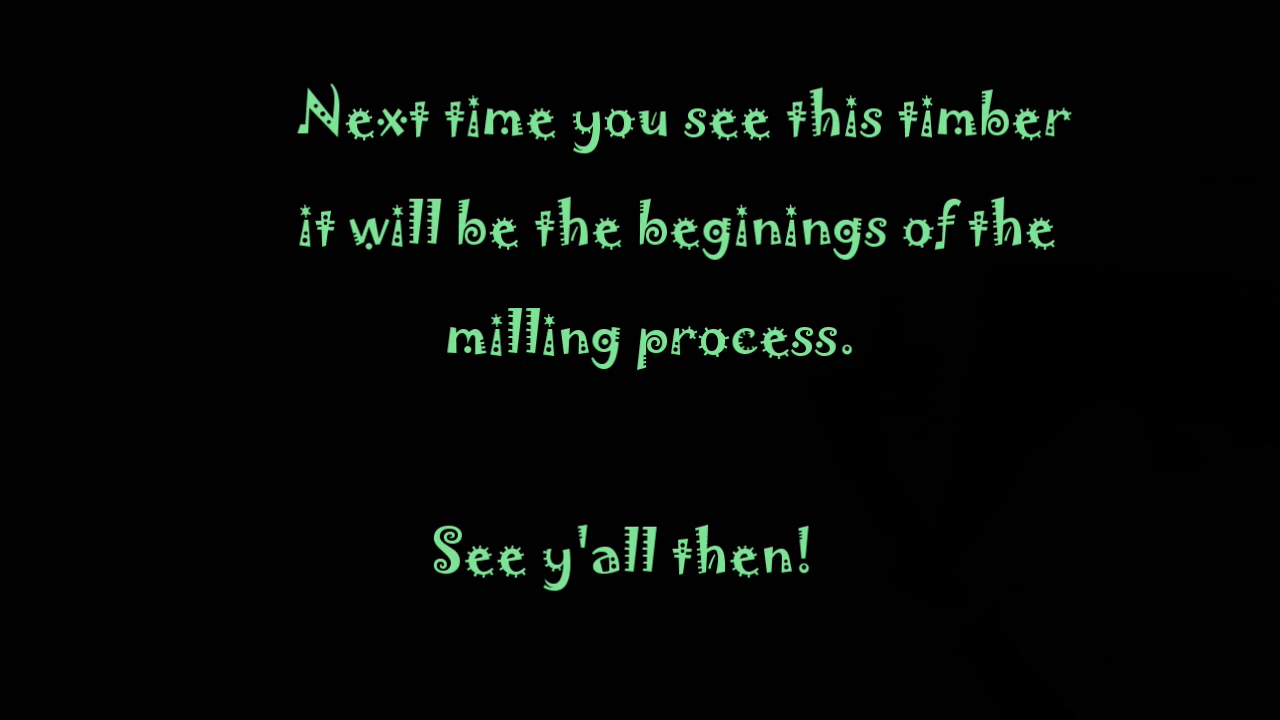 Next time you see this timber
it will be the beginings of the
milling process.
See y'all then!